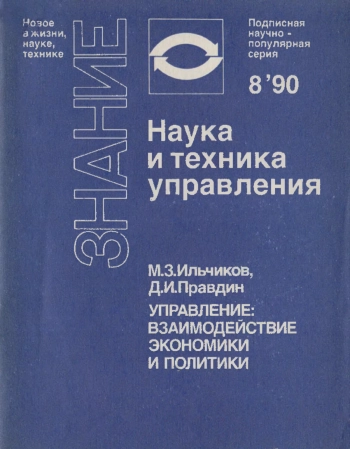 Новое
в жизни,
науке,
технике
ЗНАНИЕ
Подписная
научно-
популярная
серия
8'90
Наука
и техника
управления
М.З.Ильчиков,
Д.И.Правдин
УПРАВЛЕНИЕ:
ВЗАИМОДЕЙСТВИЕ
ЭКОНОМИКИ
И ПОЛИТИКИ